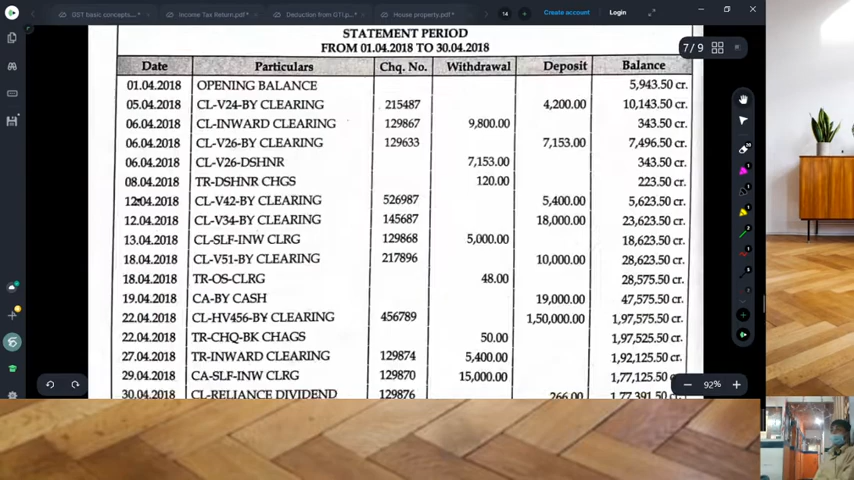 GST basic concepts....*
Income Tax Return.pdf*
Deduction from GTI.p...*
House property.pdf*
14
Create account
Login
STATEMENT PERIOD
FROM 01.04.2018 TO 30.04.2018
7/9
Date Particulars Chq. No. Withdrawal Deposit Balance
01.04.2018 OPENING BALANCE 5,943.50 cr.
05.04.2018 CL-V24-BY CLEARING 215487 4,200.00 10,143.50 cr.
06.04.2018 CL-INWARD CLEARING 129867 9,800.00 343.50 cr.
06.04.2018 CL-V26-BY CLEARING 129633 7,153.00 7,496.50 cr.
06.04.2018 CL-V26-DSHNR 7,153.00 343.50 cr.
08.04.2018 TR-DSHNR CHGS 120.00 223.50 cr.
12.04.2018 CL-V42-BY CLEARING 526987 5,400.00 5,623.50 cr.
12.04.2018 CL-V34-BY CLEARING 145687 18,000.00 23,623.50 cr.
13.04.2018 CL-SLF-INW CLRG 129868 5,000.00 18,623.50 cr.
18.04.2018 CL-V51-BY CLEARING 217896 10,000.00 28,623.50 cr.
18.04.2018 TR-OS-CLRG 48.00 28,575.50 cr.
19.04.2018 CA-BY CASH 19,000.00 47,575.50 cr.
22.04.2018 CL-HV456-BY CLEARING 456789 1,50,000.00 1,97,575.50 cr.
22.04.2018 TR-CHQ-BK CHAGS 50.00 1,97,525.50 cr.
27.04.2018 TR-INWARD CLEARING 129874 5,400.00 1,92,125.50 cr.
29.04.2018 CA-SLF-INW CLRG 129870 15,000.00 1,77,125.50 cr.
30.04.2018 CL-RELIANCE DIVIDEND 129876 266.00 1,77,391.50 cr.
92%